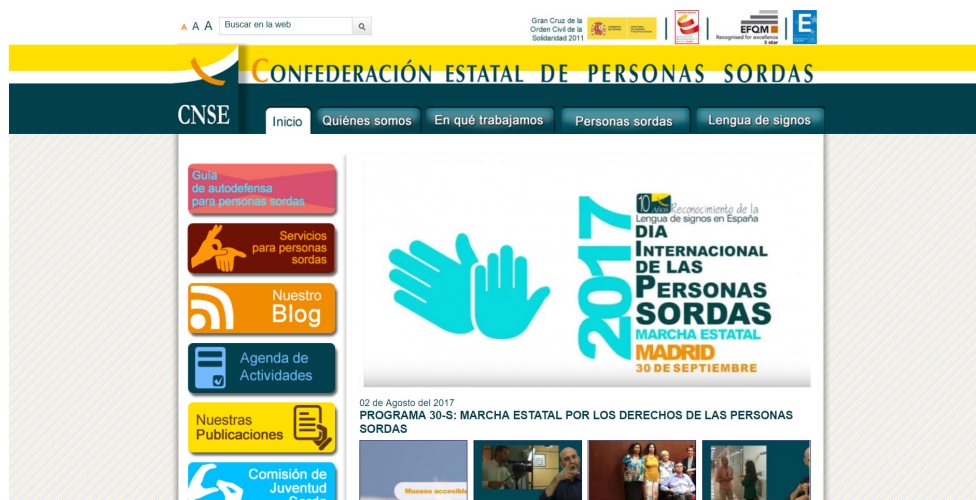 A A A
Buscar en la web
Gran Cruz de la
Orden Civil de la
Solidaridad 2011
EFQM
Recognised for excellence
3 star
CONFEDERACIÓN ESTATAL DE PERSONAS SORDAS
CNSE
Inicio
Quiénes somos
En qué trabajamos
Personas sordas
Lengua de signos
Guía
de autodefensa
para personas sordas
Servicios
para personas
sordas
Nuestro
Blog
Agenda de
Actividades
Nuestras
Publicaciones
Comisión de
Juventud
Sorda
2017
10 años Reconocimiento de la
Lengua de signos en España
DÍA
INTERNACIONAL
DE LAS
PERSONAS
SORDAS
MARCHA ESTATAL
MADRID
30 DE SEPTIEMBRE
02 de Agosto del 2017
PROGRAMA 30-S: MARCHA ESTATAL POR LOS DERECHOS DE LAS PERSONAS
SORDAS
Museos accesible